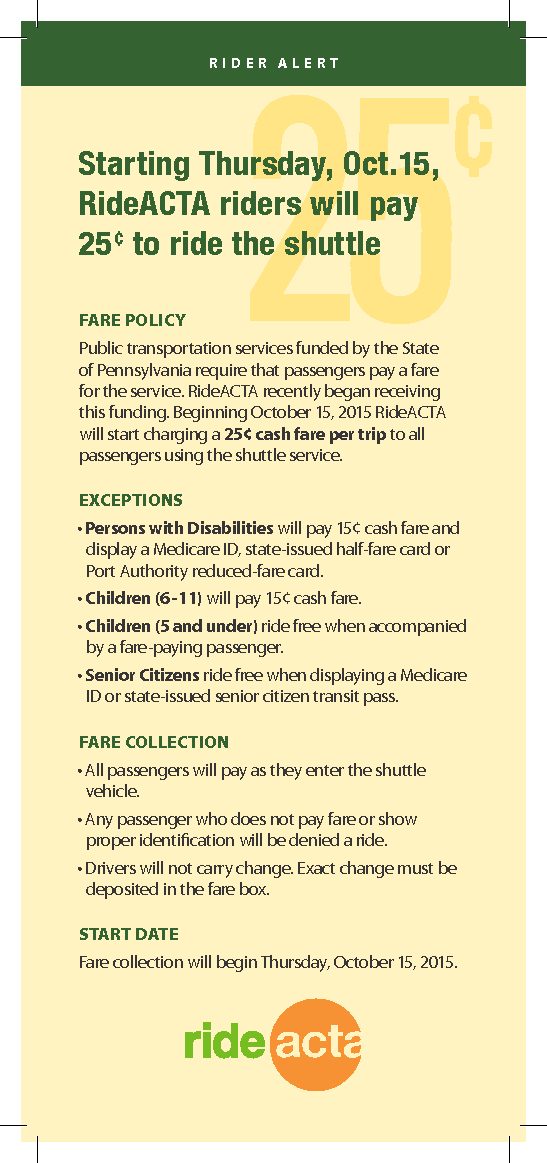 RIDER ALERT
25¢
Starting Thursday, Oct.15,
RideACTA riders will pay
25¢ to ride the shuttle
FARE POLICY
Public transportation services funded by the State
of Pennsylvania require that passengers pay a fare
for the service. RideACTA recently began receiving
this funding. Beginning October 15, 2015 RideACTA
will start charging a 25¢ cash fare per trip to all
passengers using the shuttle service.
EXCEPTIONS
• Persons with Disabilities will pay 15¢ cash fare and
display a Medicare ID, state-issued half-fare card or
Port Authority reduced-fare card.
• Children (6-11) will pay 15¢ cash fare.
• Children (5 and under) ride free when accompanied
by a fare-paying passenger.
• Senior Citizens ride free when displaying a Medicare
ID or state-issued senior citizen transit pass.
FARE COLLECTION
• All passengers will pay as they enter the shuttle
vehicle.
• Any passenger who does not pay fare or show
proper identification will be denied a ride.
• Drivers will not carry change. Exact change must be
deposited in the fare box.
START DATE
Fare collection will begin Thursday, October 15, 2015.
ride acta